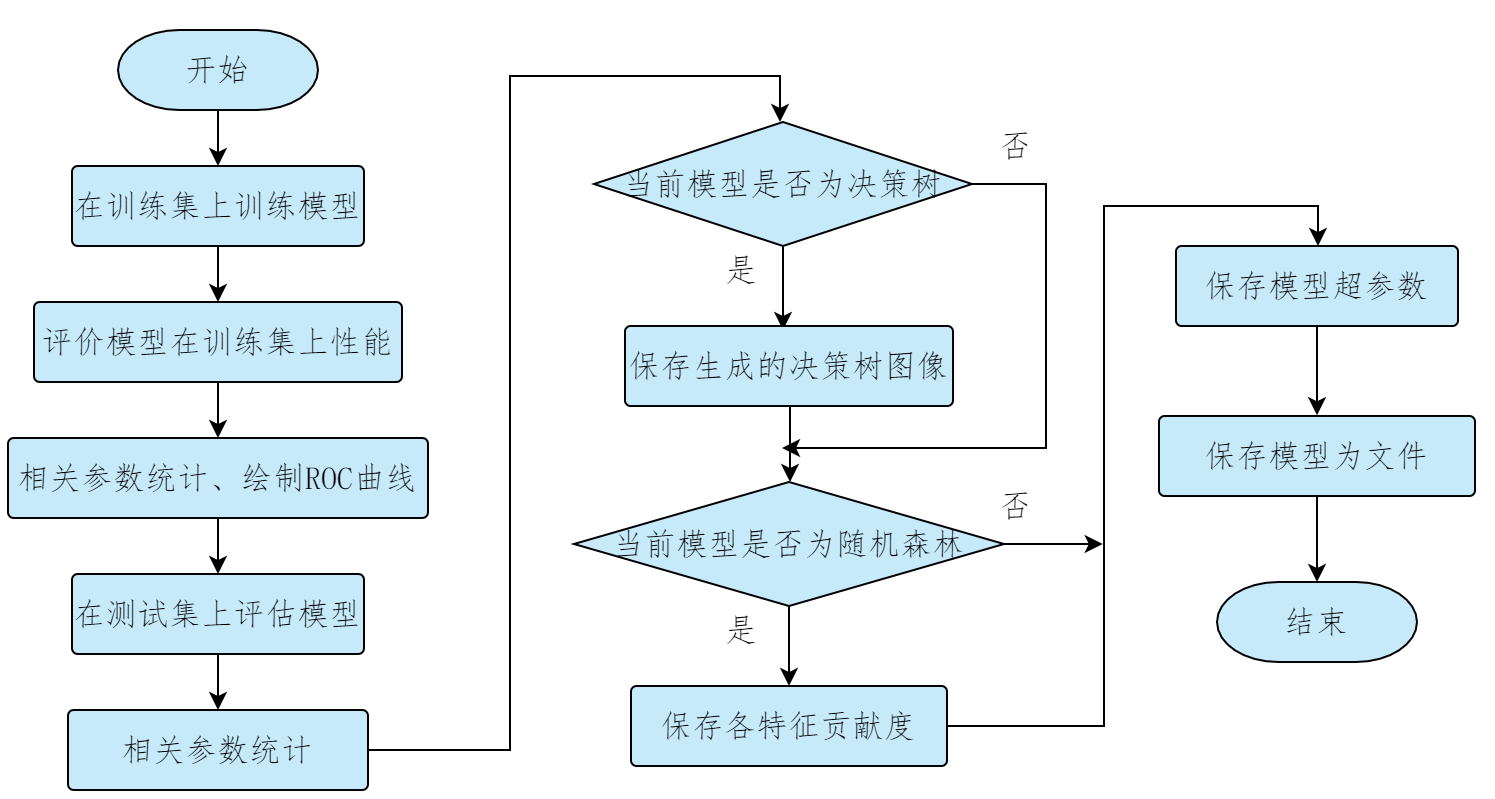 开始
在训练集上训练模型
评价模型在训练集上性能
相关参数统计、绘制ROC曲线
在测试集上评估模型
相关参数统计
当前模型是否为决策树
否
是
保存生成的决策树图像
当前模型是否为随机森林
否
是
保存各特征贡献度
保存模型超参数
保存模型为文件
结束